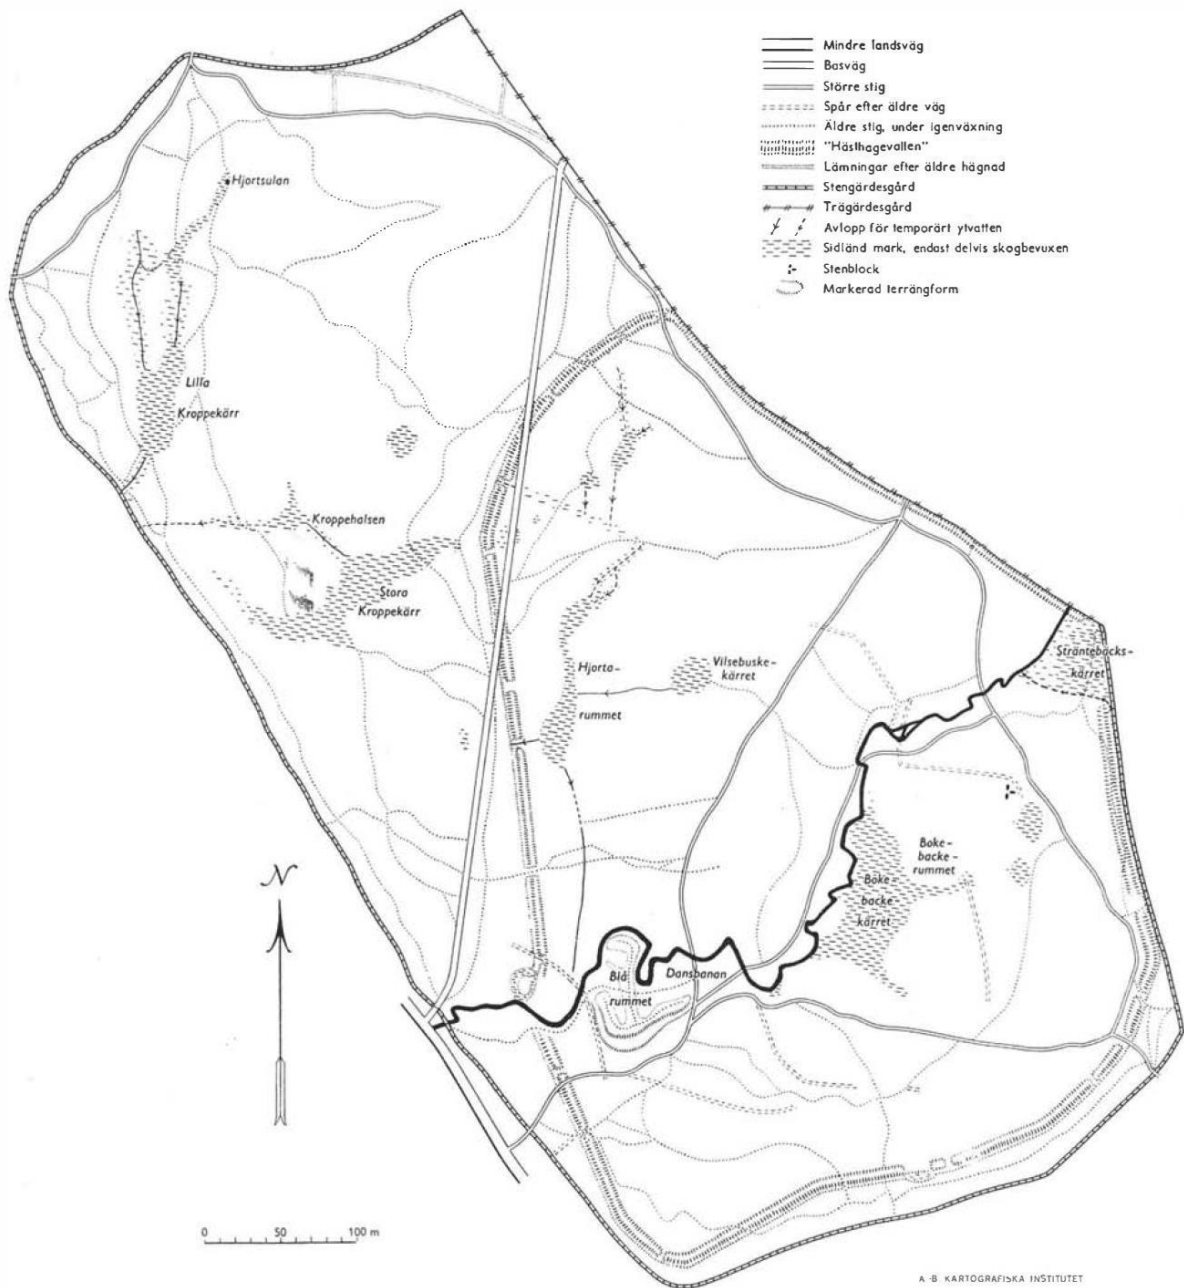 Mindre landsväg
Basväg
Större stig
Spår efter äldre väg
Äldre stig, under igenväxning
"Hästhagevallen"
Lämningar efter äldre hägnad
Stengärdesgård
Trägärdesgård
Avlopp för temporärt ytvatten
Sidländ mark, endast delvis skogbevuxen
Stenblock
Markerad terrängform
Hjortsulan
Lilla
Kroppekärr
Kroppehalsen
Stora
Kroppekärr
Hjorta-
rummet
Vilsebuske-
kärret
Sträntebäcks-
kärret
Boke-
backe-
rummet
Boke-
backe-
kärret
Blå
rummet
Dansbanan
N
0 50 100 m
A.-B. KARTOGRAFISKA INSTITUTET